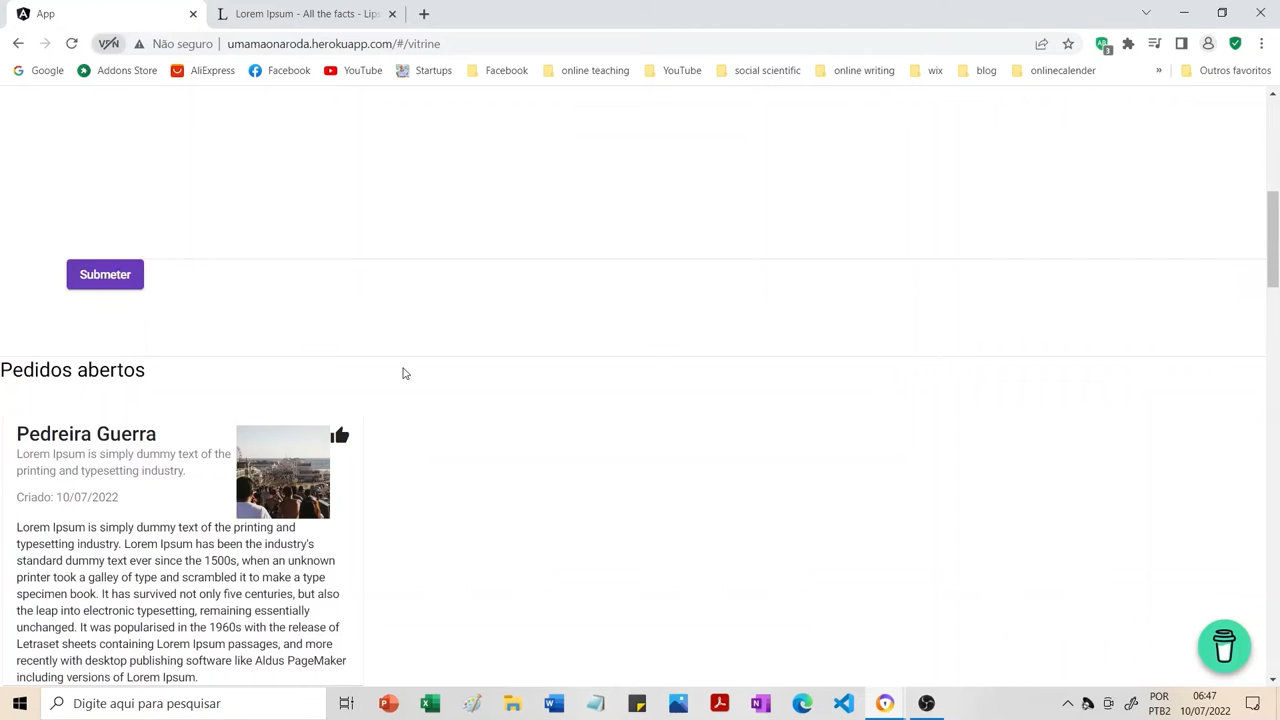 App
Lorem Ipsum - All the facts - Lips
VPN
Não seguro
umamaonaroda.herokuapp.com/#/vitrine
3
Google
Addons Store
AliExpress
Facebook
YouTube
Startups
Facebook
online teaching
YouTube
social scientific
online writing
wix
blog
onlinecalender
»
Outros favoritos
Submeter
Pedidos abertos
Pedreira Guerra
Lorem Ipsum is simply dummy text of the
printing and typesetting industry.
Criado: 10/07/2022
Lorem Ipsum is simply dummy text of the printing and
typesetting industry. Lorem Ipsum has been the industry's
standard dummy text ever since the 1500s, when an unknown
printer took a galley of type and scrambled it to make a type
specimen book. It has survived not only five centuries, but also
the leap into electronic typesetting, remaining essentially
unchanged. It was popularised in the 1960s with the release of
Letraset sheets containing Lorem Ipsum passages, and more
recently with desktop publishing software like Aldus PageMaker
including versions of Lorem Ipsum.
Digite aqui para pesquisar
POR
PTB2
06:47
10/07/2022